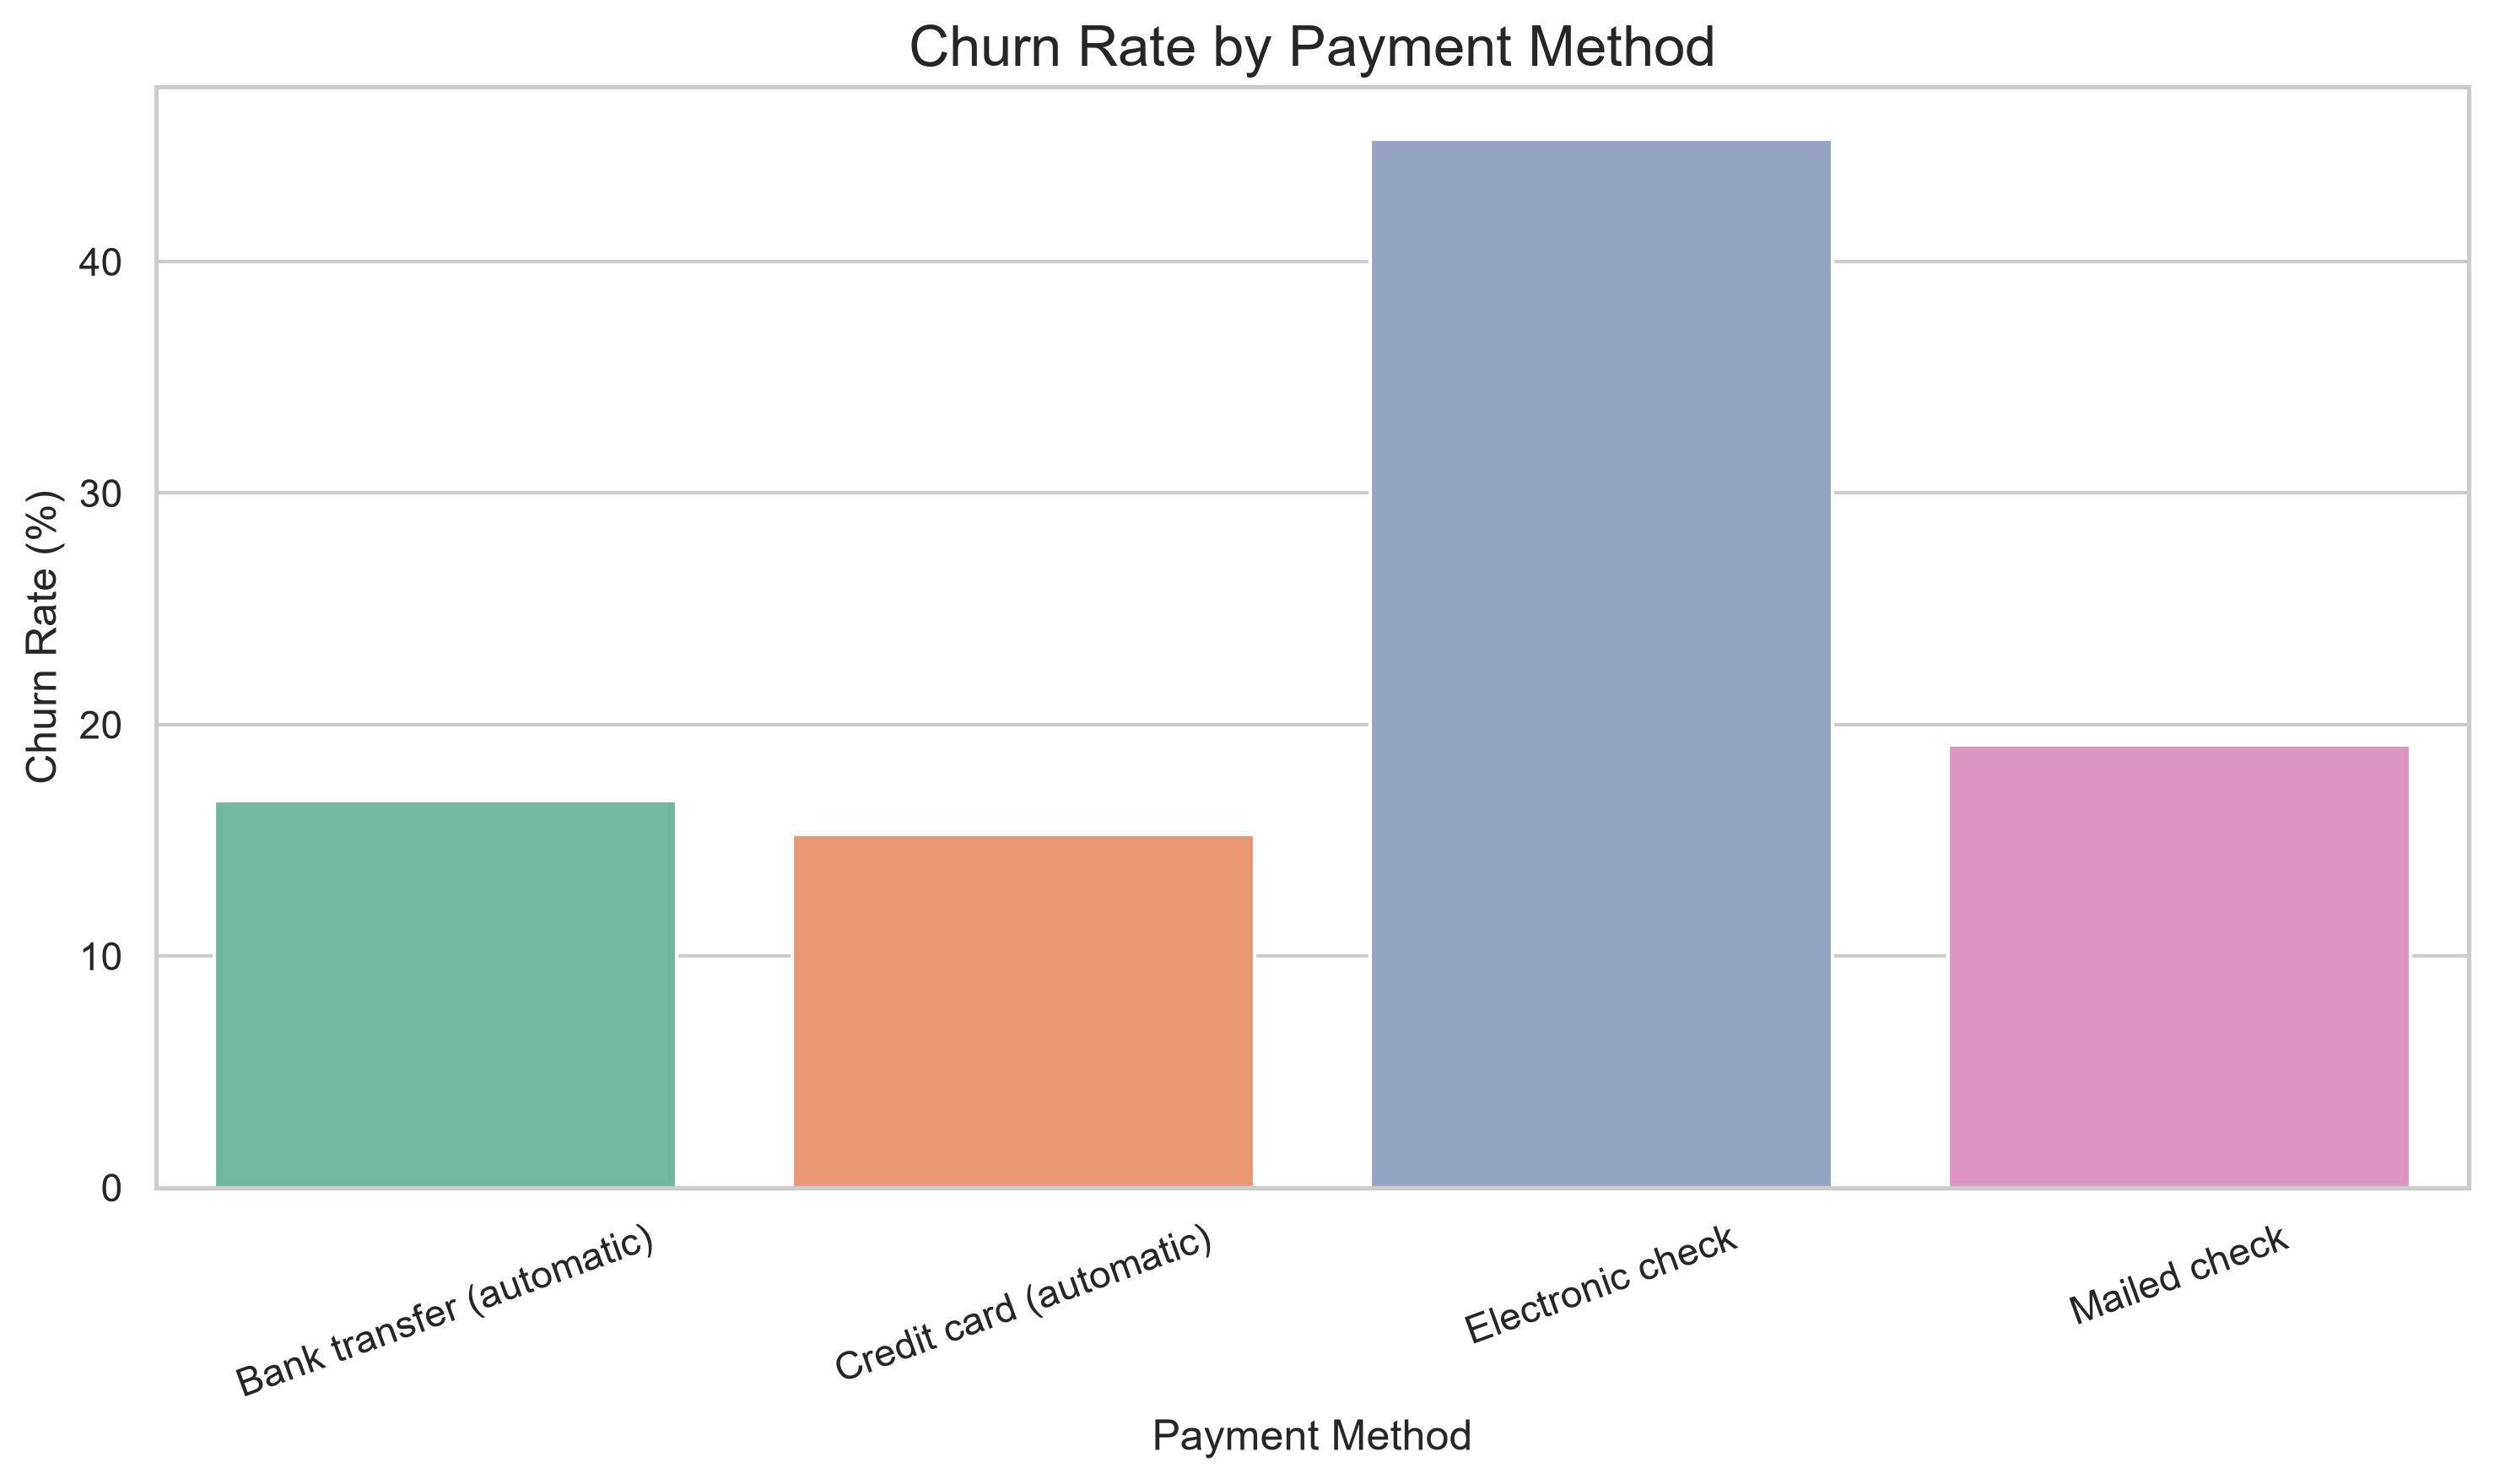 Churn Rate by Payment Method
Churn Rate (%)
40
30
20
10
0
Bank transfer (automatic)
Credit card (automatic)
Electronic check
Mailed check
Payment Method